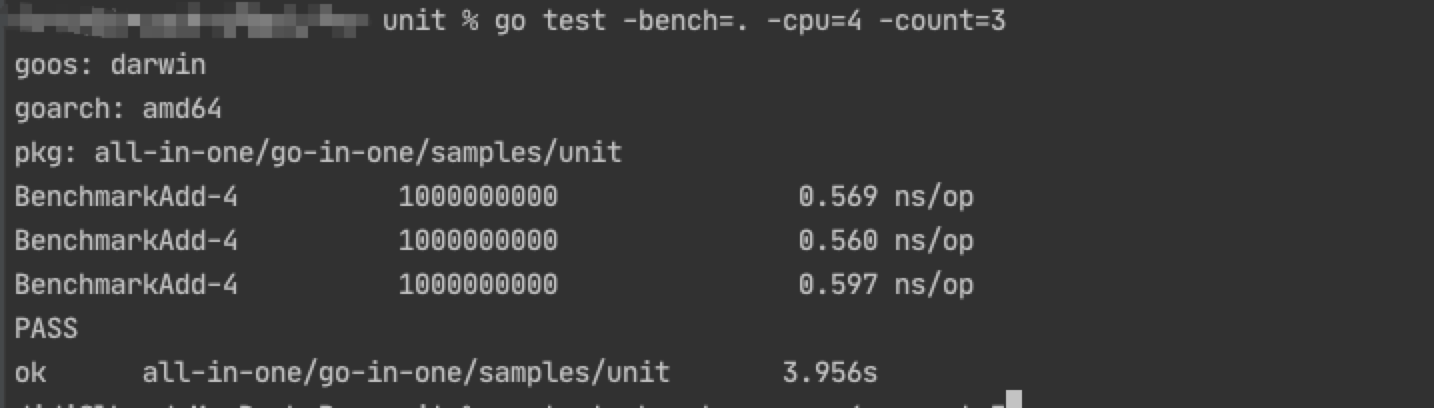 unit % go test -bench=. -cpu=4 -count=3
goos: darwin
goarch: amd64
pkg: all-in-one/go-in-one/samples/unit
BenchmarkAdd-4 1000000000 0.569 ns/op
BenchmarkAdd-4 1000000000 0.560 ns/op
BenchmarkAdd-4 1000000000 0.597 ns/op
PASS
ok all-in-one/go-in-one/samples/unit 3.956s